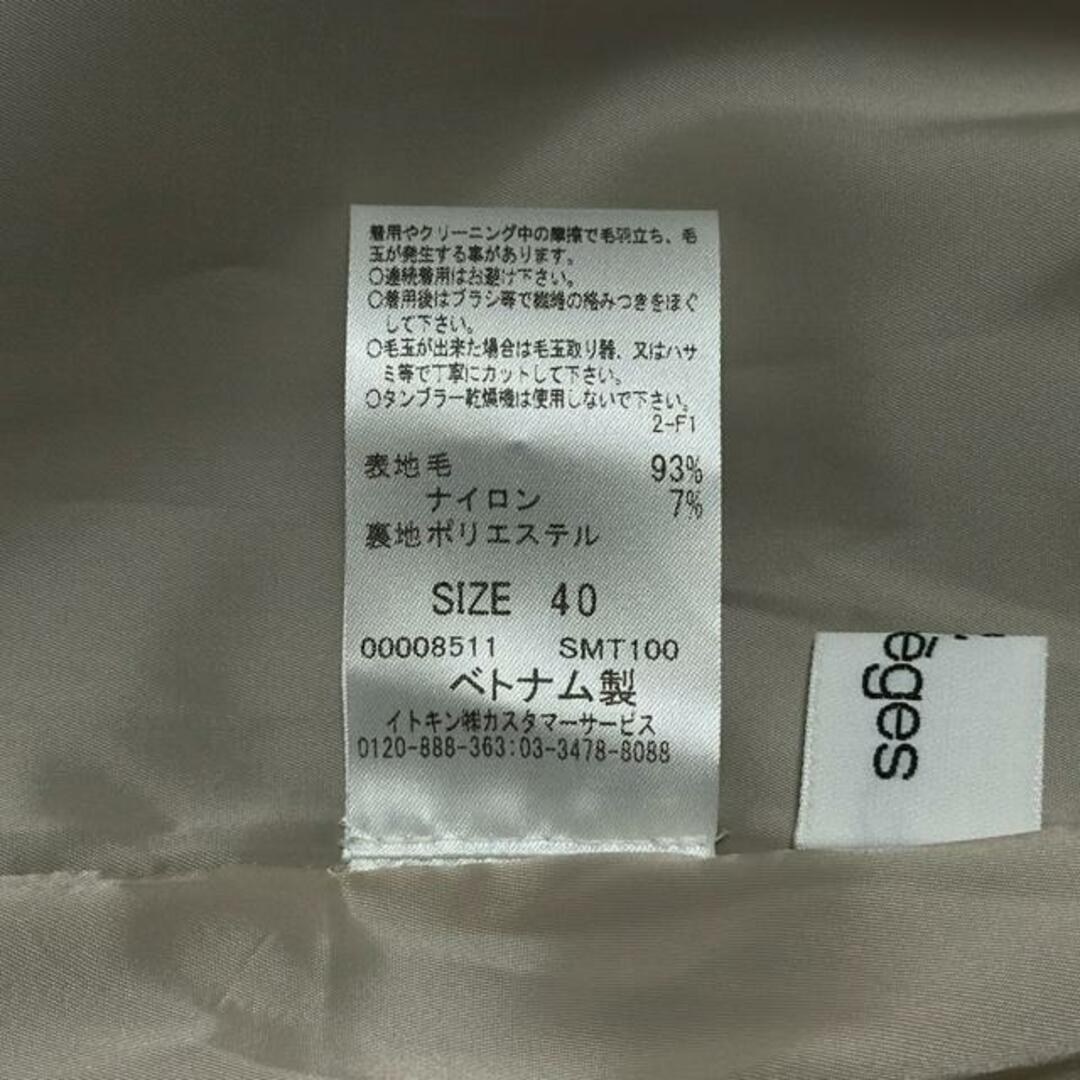 着用やクリーニング中の摩擦で毛羽立ち、毛
玉が発生する事があります。
○連続着用はお避け下さい。
○着用後はブラシ等で繊維の絡みつきをほぐ
して下さい。
○毛玉が出来た場合は毛玉取り器、又はハサ
ミ等で丁寧にカットして下さい。
○タンブラー乾燥機は使用しないで下さい。
2-F1
表地毛 93%
ナイロン 7%
裏地ポリエステル
SIZE 40
00008511 SMT100
ベトナム製
イトキン㈱カスタマーサービス
0120-888-363:03-3478-8088
èges